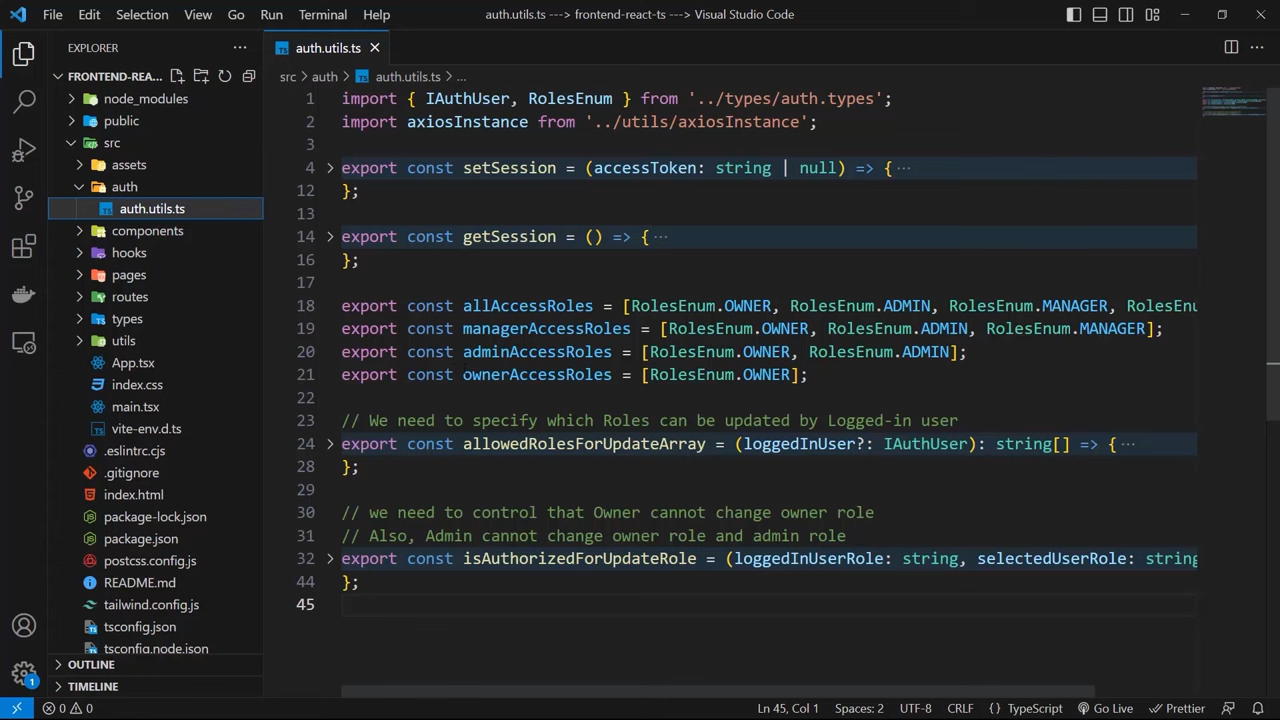 File Edit Selection View Go Run Terminal Help
auth.utils.ts ---> frontend-react-ts ---> Visual Studio Code
EXPLORER
FRONTEND-REA...
node_modules
public
src
assets
auth
auth.utils.ts
components
hooks
pages
routes
types
utils
App.tsx
index.css
main.tsx
vite-env.d.ts
.eslintrc.cjs
.gitignore
index.html
package-lock.json
package.json
postcss.config.js
README.md
tailwind.config.js
tsconfig.json
tsconfig.node.json
OUTLINE
TIMELINE
auth.utils.ts
src > auth > auth.utils.ts > ...
1 import { IAuthUser, RolesEnum } from '../types/auth.types';
2 import axiosInstance from '../utils/axiosInstance';
3
4 export const setSession = (accessToken: string | null) => { ...
12 };
13
14 export const getSession = () => { ...
16 };
17
18 export const allAccessRoles = [RolesEnum.OWNER, RolesEnum.ADMIN, RolesEnum.MANAGER, RolesEnu
19 export const managerAccessRoles = [RolesEnum.OWNER, RolesEnum.ADMIN, RolesEnum.MANAGER];
20 export const adminAccessRoles = [RolesEnum.OWNER, RolesEnum.ADMIN];
21 export const ownerAccessRoles = [RolesEnum.OWNER];
22
23 // We need to specify which Roles can be updated by Logged-in user
24 export const allowedRolesForUpdateArray = (loggedInUser?: IAuthUser): string[] => { ...
28 };
29
30 // we need to control that Owner cannot change owner role
31 // Also, Admin cannot change owner role and admin role
32 export const isAuthorizedForUpdateRole = (loggedInUserRole: string, selectedUserRole: string
44 };
45
1
0 0 Ln 45, Col 1 Spaces: 2 UTF-8 CRLF {} TypeScript Go Live Prettier